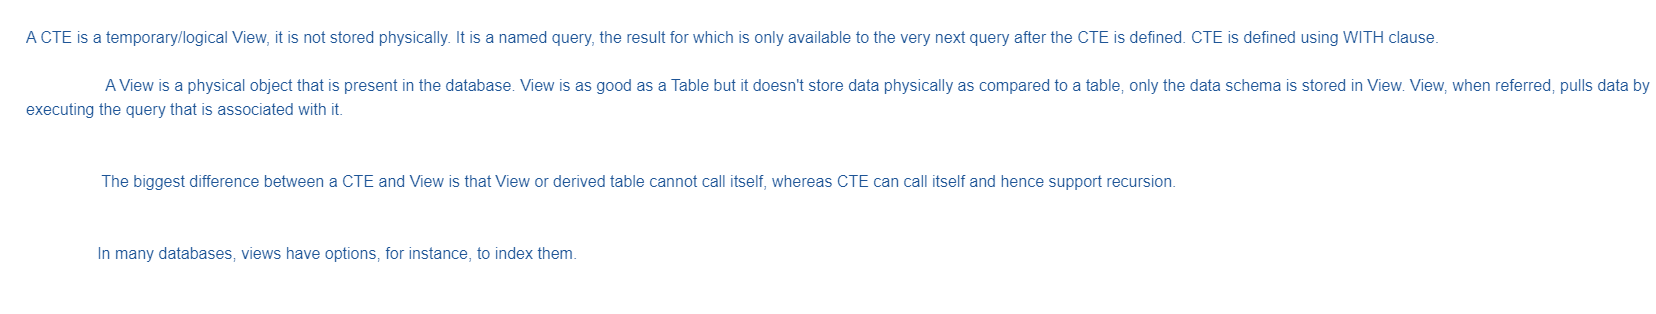 A CTE is a temporary/logical View, it is not stored physically. It is a named query, the result for which is only available to the very next query after the CTE is defined. CTE is defined using WITH clause.
A View is a physical object that is present in the database. View is as good as a Table but it doesn't store data physically as compared to a table, only the data schema is stored in View. View, when referred, pulls data by
executing the query that is associated with it.
The biggest difference between a CTE and View is that View or derived table cannot call itself, whereas CTE can call itself and hence support recursion.
In many databases, views have options, for instance, to index them.